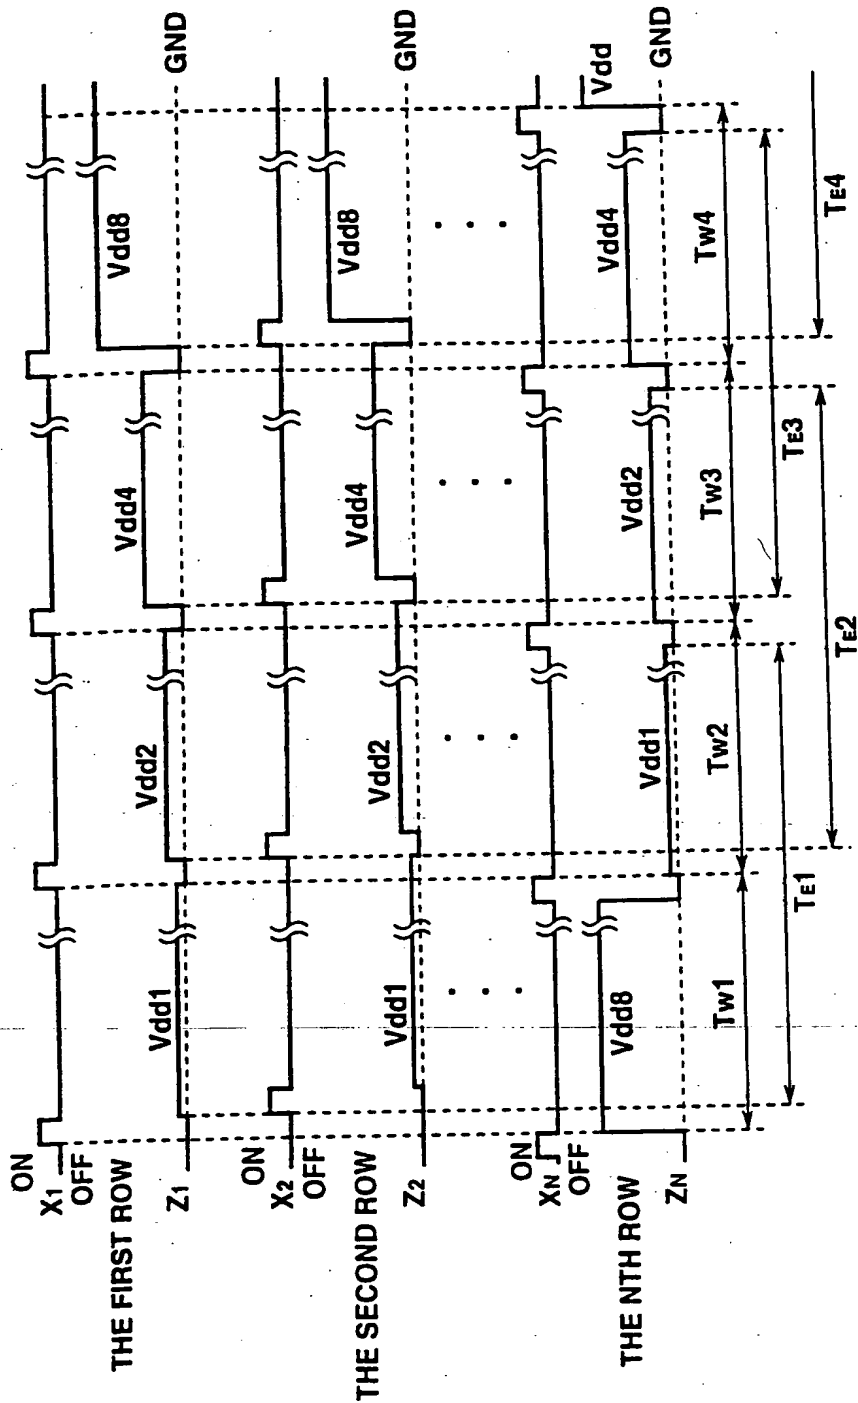 ON
X1
OFF
THE FIRST ROW
Z1
Vdd1
Vdd2
Vdd4
Vdd8
GND
ON
X2
OFF
THE SECOND ROW
Z2
Vdd1
Vdd2
Vdd4
Vdd8
GND
ON
XN
OFF
THE NTH ROW
ZN
Vdd8
Vdd1
Vdd2
Vdd4
Vdd
GND
TW1
TW2
TW3
TW4
TE1
TE3
TE2
TE4